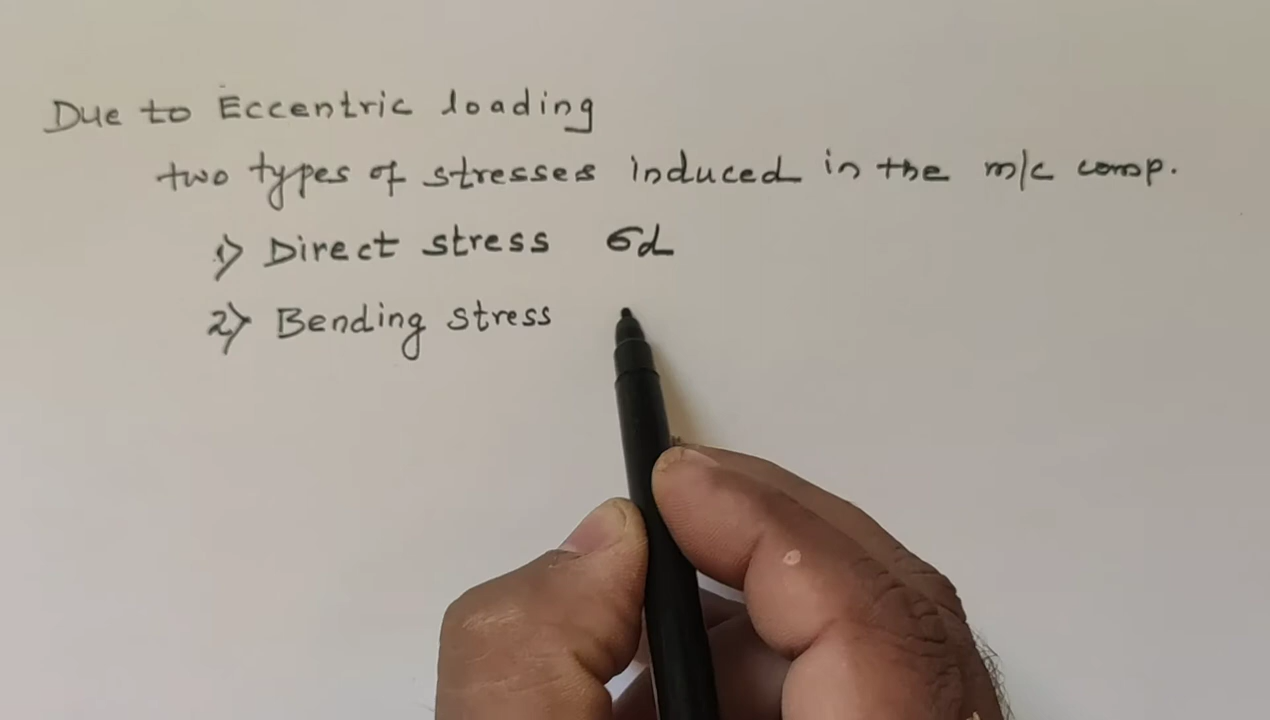 Due to Eccentric loading
two types of stresses induced in the m/c comp.
1) Direct stress σd
2) Bending stress